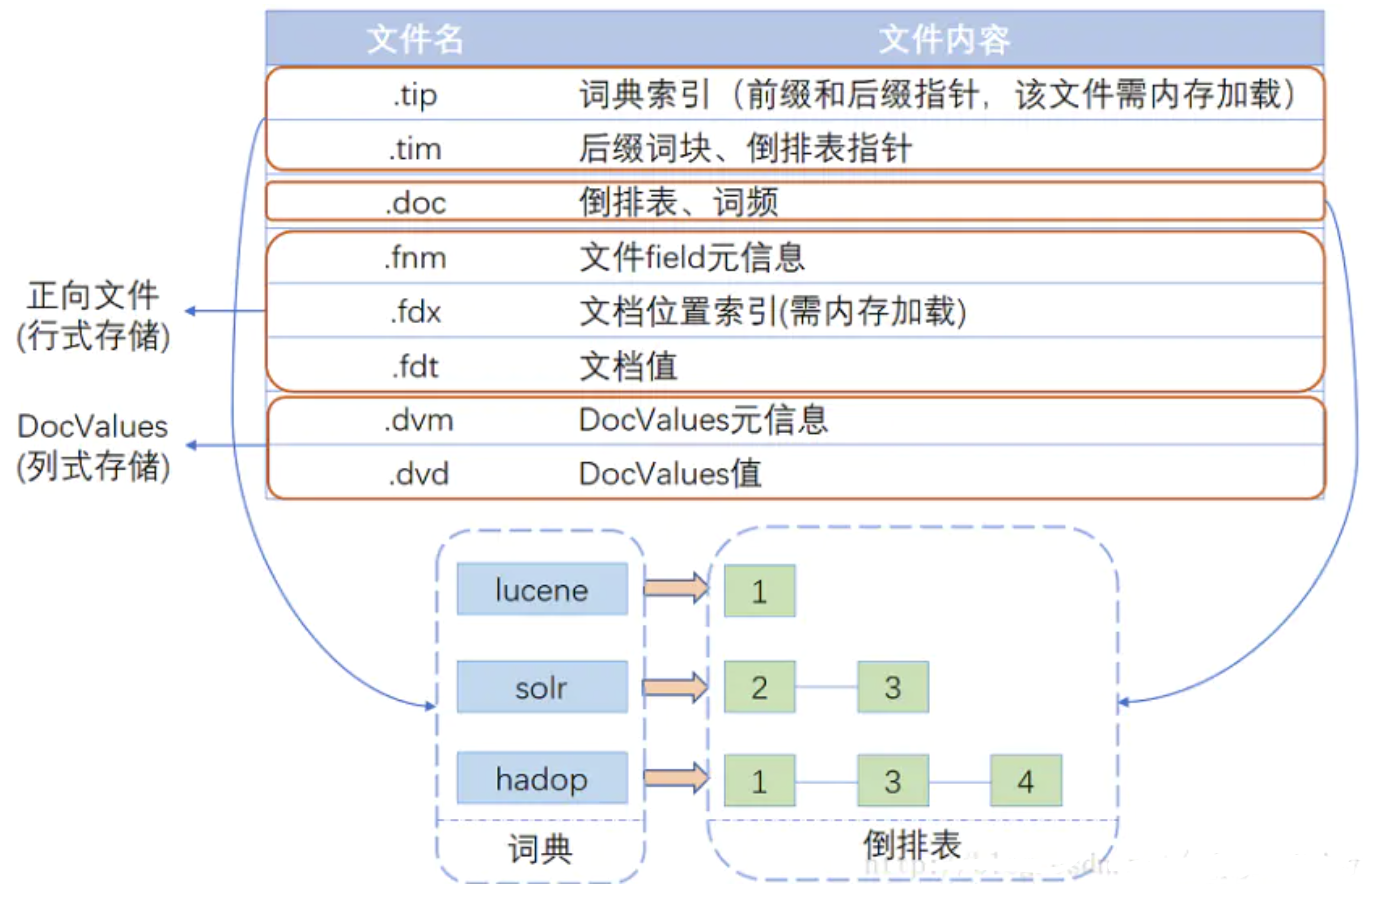 文件名 文件内容
.tip 词典索引（前缀和后缀指针，该文件需内存加载）
.tim 后缀词块、倒排表指针
.doc 倒排表、词频
.fnm 文件field元信息
.fdx 文档位置索引(需内存加载)
.fdt 文档值
.dvm DocValues元信息
.dvd DocValues值
正向文件
(行式存储)
DocValues
(列式存储)
lucene 1
solr 2 3
hadop 1 3 4
词典 倒排表